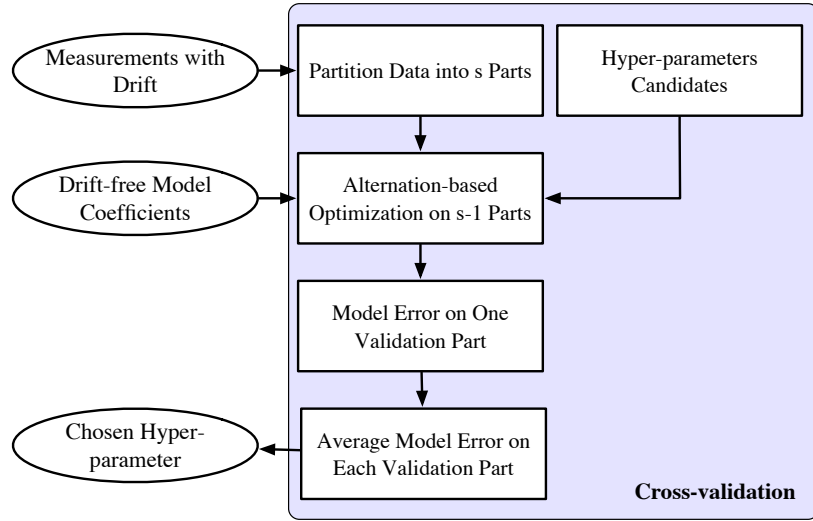 Measurements with
Drift
Partition Data into s Parts
Hyper-parameters
Candidates
Drift-free Model
Coefficients
Alternation-based
Optimization on s-1 Parts
Model Error on One
Validation Part
Chosen Hyper-
parameter
Average Model Error on
Each Validation Part
Cross-validation